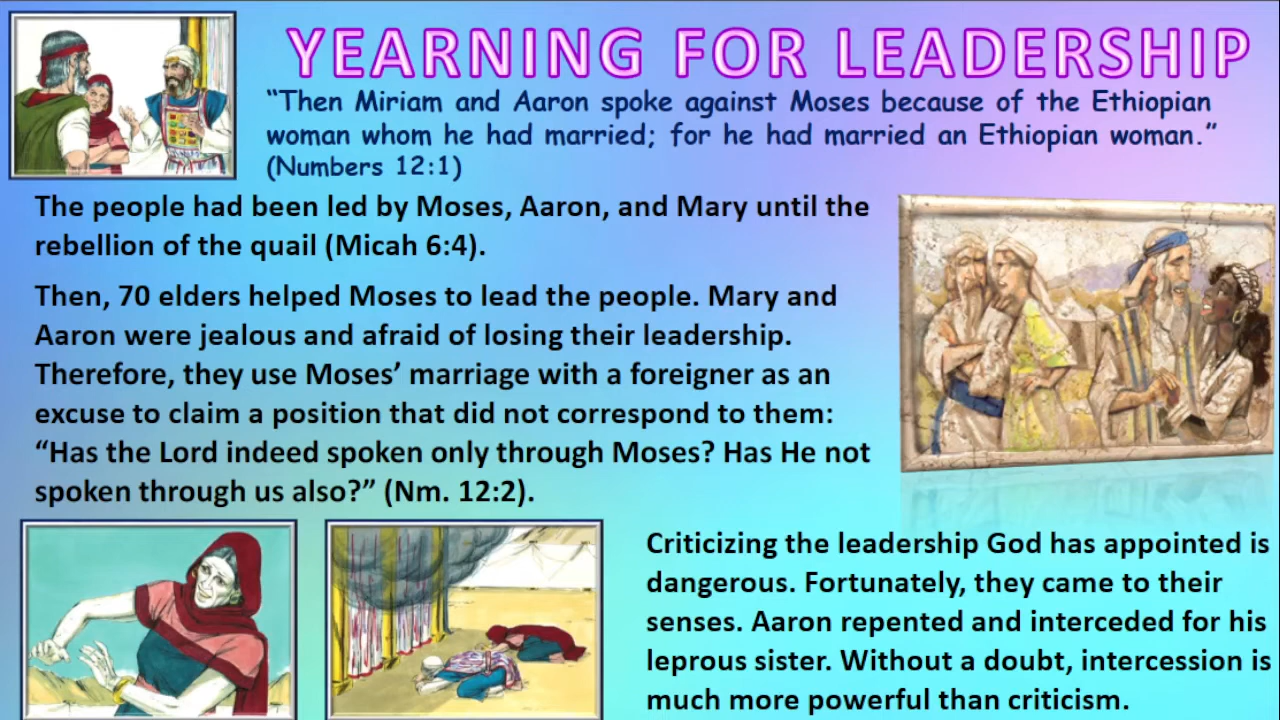 YEARNING FOR LEADERSHIP
“Then Miriam and Aaron spoke against Moses because of the Ethiopian
woman whom he had married; for he had married an Ethiopian woman.”
(Numbers 12:1)
The people had been led by Moses, Aaron, and Mary until the
rebellion of the quail (Micah 6:4).
Then, 70 elders helped Moses to lead the people. Mary and
Aaron were jealous and afraid of losing their leadership.
Therefore, they use Moses’ marriage with a foreigner as an
excuse to claim a position that did not correspond to them:
“Has the Lord indeed spoken only through Moses? Has He not
spoken through us also?” (Nm. 12:2).
Criticizing the leadership God has appointed is
dangerous. Fortunately, they came to their
senses. Aaron repented and interceded for his
leprous sister. Without a doubt, intercession is
much more powerful than criticism.